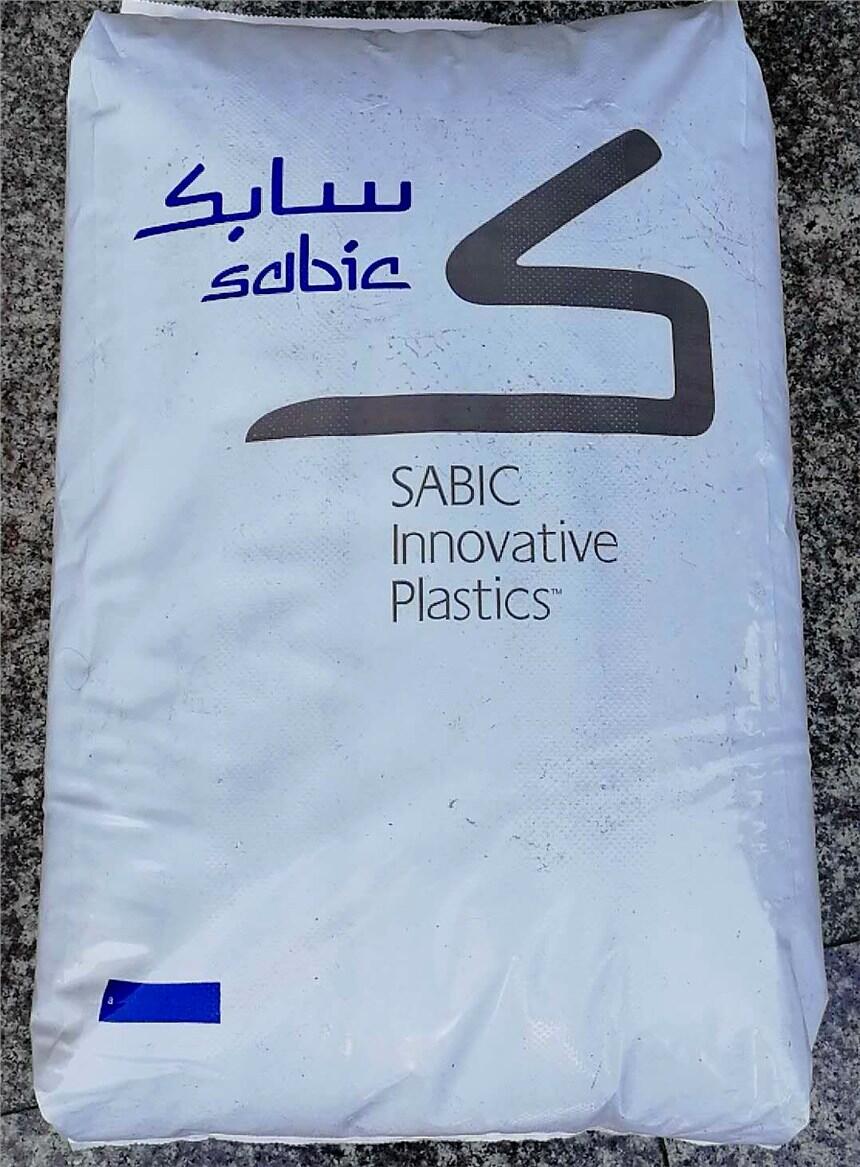 سابك
sabic
SABIC
Innovative
Plastics™
a